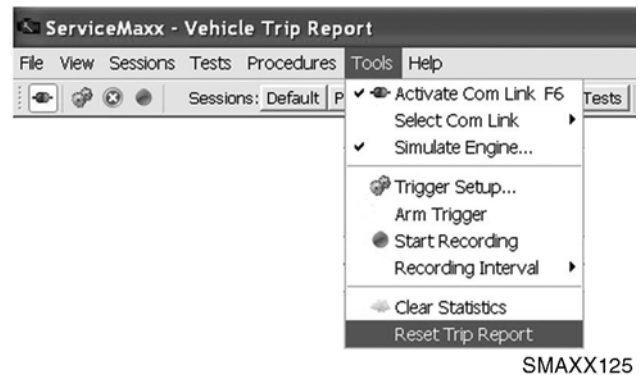 ServiceMaxx - Vehicle Trip Report
File View Sessions Tests Procedures Tools Help
Sessions: Default P Tests
Activate Com Link F6
Select Com Link
Simulate Engine...
Trigger Setup...
Arm Trigger
Start Recording
Recording Interval
Clear Statistics
Reset Trip Report
SMAXX125